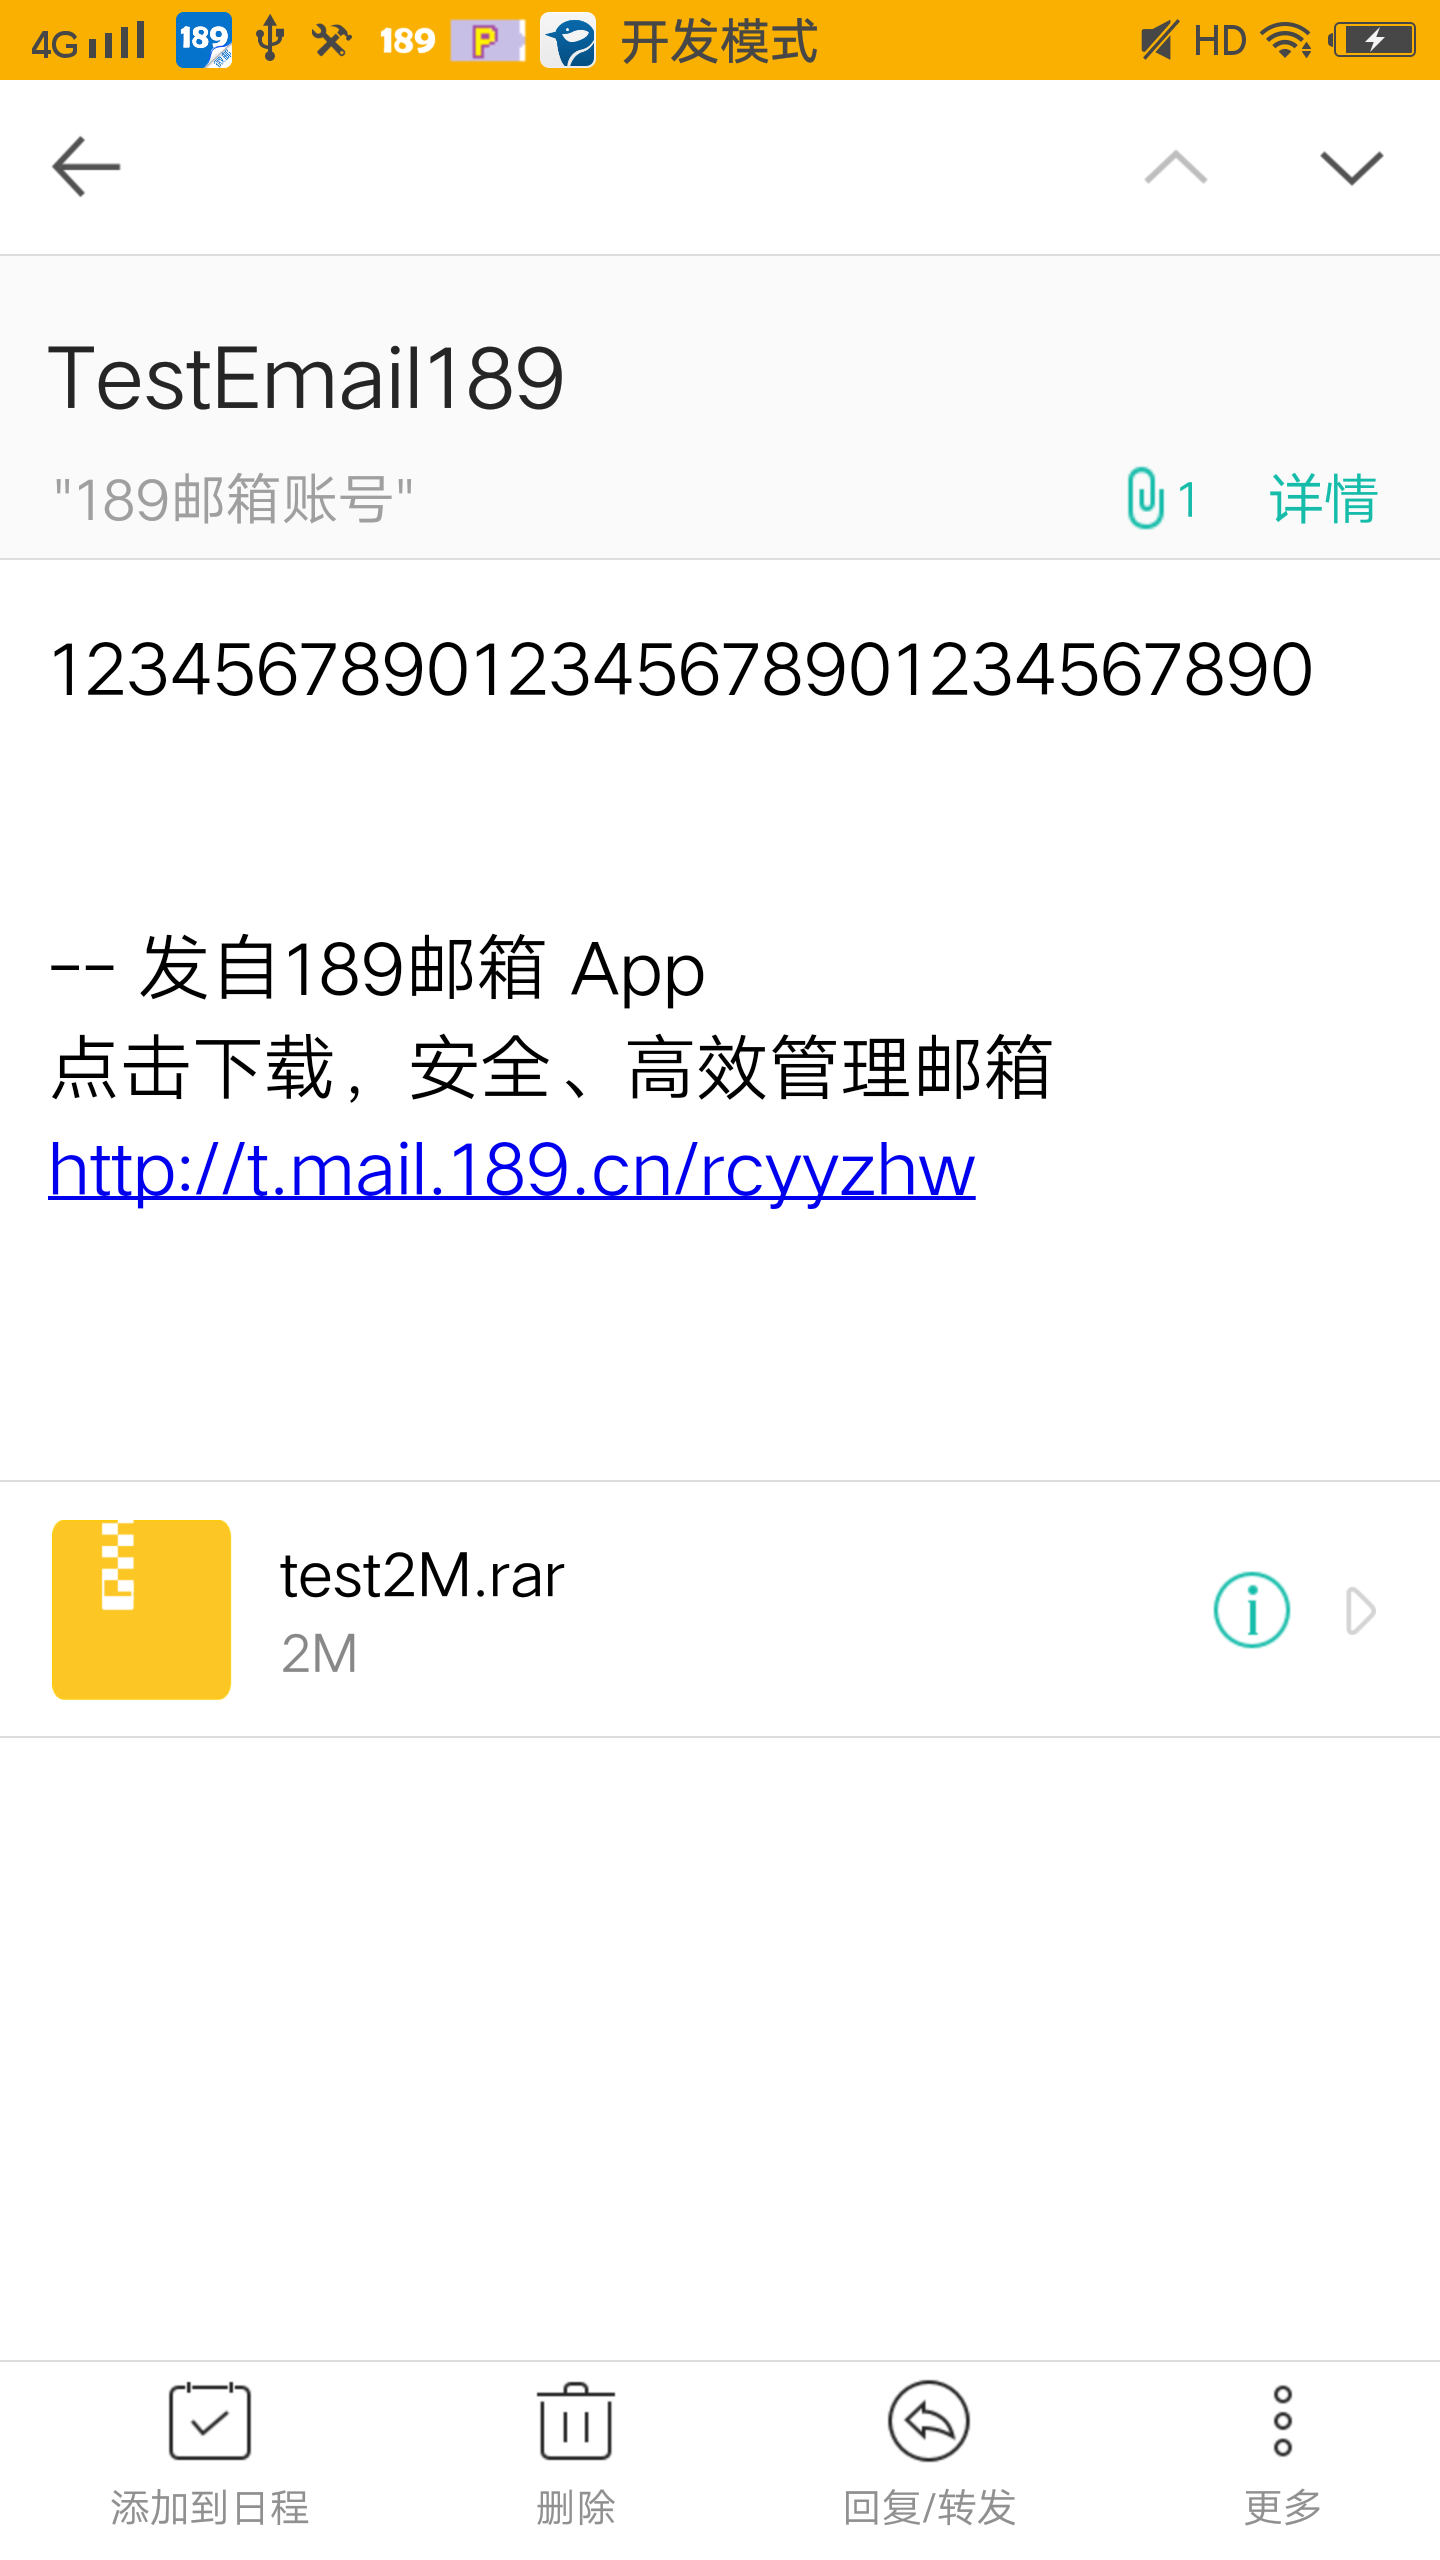 4G 189 189 P 开发模式 HD
TestEmail189
"189邮箱账号" 1 详情
123456789012345678901234567890
-- 发自189邮箱 App
点击下载，安全、高效管理邮箱
http://t.mail.189.cn/rcyyzhw
test2M.rar
2M
添加到日程 删除 回复/转发 更多